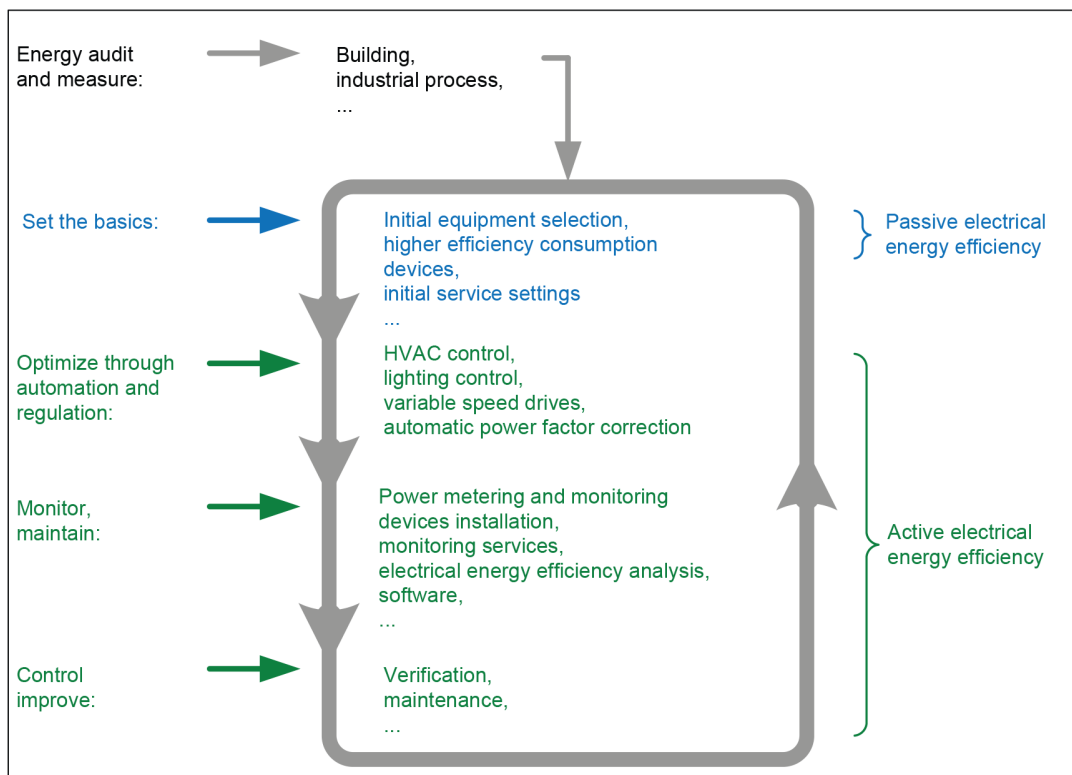 Energy audit
and measure:
Building,
industrial process,
...
Set the basics:
Initial equipment selection,
higher efficiency consumption
devices,
initial service settings
...
Passive electrical
energy efficiency
Optimize through
automation and
regulation:
HVAC control,
lighting control,
variable speed drives,
automatic power factor correction
Monitor,
maintain:
Power metering and monitoring
devices installation,
monitoring services,
electrical energy efficiency analysis,
software,
...
Active electrical
energy efficiency
Control
improve:
Verification,
maintenance,
...